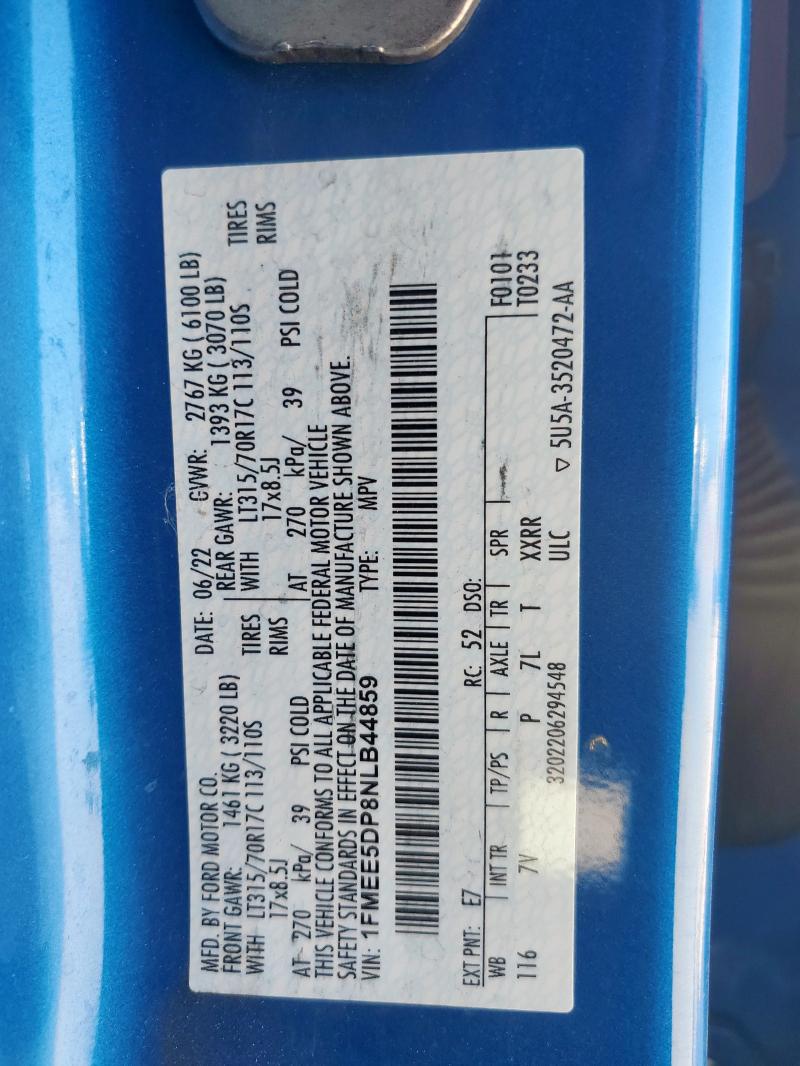 MFD. BY FORD MOTOR CO. DATE: 06/22 GVWR: 2767 KG ( 6100 LB)
FRONT GAWR: 1461 KG ( 3220 LB) REAR GAWR: 1393 KG ( 3070 LB)
WITH LT315/70R17C 113/110S TIRES WITH LT315/70R17C 113/110S TIRES
17x8.5J RIMS 17x8.5J RIMS
AT 270 kPa/ 39 PSI COLD AT 270 kPa/ 39 PSI COLD
THIS VEHICLE CONFORMS TO ALL APPLICABLE FEDERAL MOTOR VEHICLE
SAFETY STANDARDS IN EFFECT ON THE DATE OF MANUFACTURE SHOWN ABOVE.
VIN: 1FMEE5DP8NLB44859 TYPE: MPV
EXT PNT: E7 RC: 52 DSO:
WB INT TR TP/PS R AXLE TR SPR F0101
116 7V P 7L T XXRR T0233
3202206294548 ULC 5U5A-3520472-AA